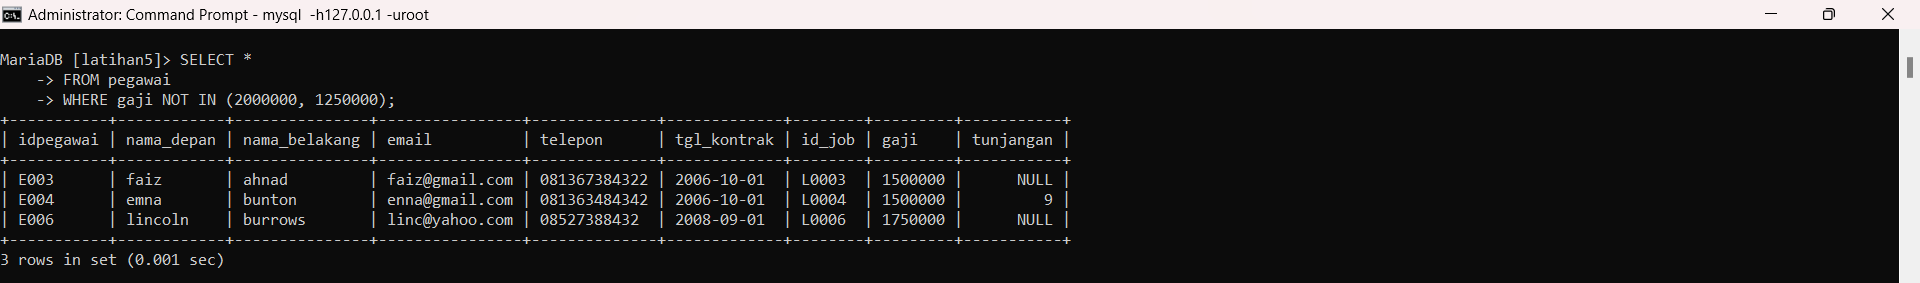 Administrator: Command Prompt - mysql  -h127.0.0.1 -uroot
MariaDB [latihan5]> SELECT *
    -> FROM pegawai
    -> WHERE gaji NOT IN (2000000, 1250000);
+-----------+------------+---------------+----------------+--------------+-------------+--------+---------+-----------+
| idpegawai | nama_depan | nama_belakang | email          | telepon      | tgl_kontrak | id_job | gaji    | tunjangan |
+-----------+------------+---------------+----------------+--------------+-------------+--------+---------+-----------+
| E003      | faiz       | ahnad         | faiz@gmail.com | 081367384322 | 2006-10-01  | L0003  | 1500000 |      NULL |
| E004      | emna       | bunton        | enna@gmail.com | 081363484342 | 2006-10-01  | L0004  | 1500000 |         9 |
| E006      | lincoln    | burrows       | linc@yahoo.com | 08527388432  | 2008-09-01  | L0006  | 1750000 |      NULL |
+-----------+------------+---------------+----------------+--------------+-------------+--------+---------+-----------+
3 rows in set (0.001 sec)